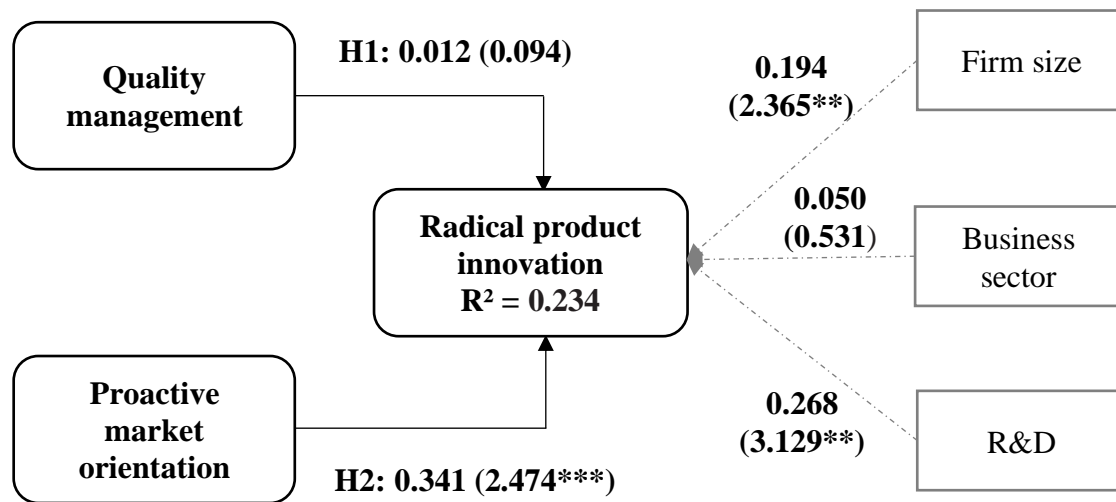 Quality
management
H1: 0.012 (0.094)
Proactive
market
orientation
H2: 0.341 (2.474***)
Radical product
innovation
R² = 0.234
0.194
(2.365**)
0.050
(0.531)
0.268
(3.129**)
Firm size
Business
sector
R&D